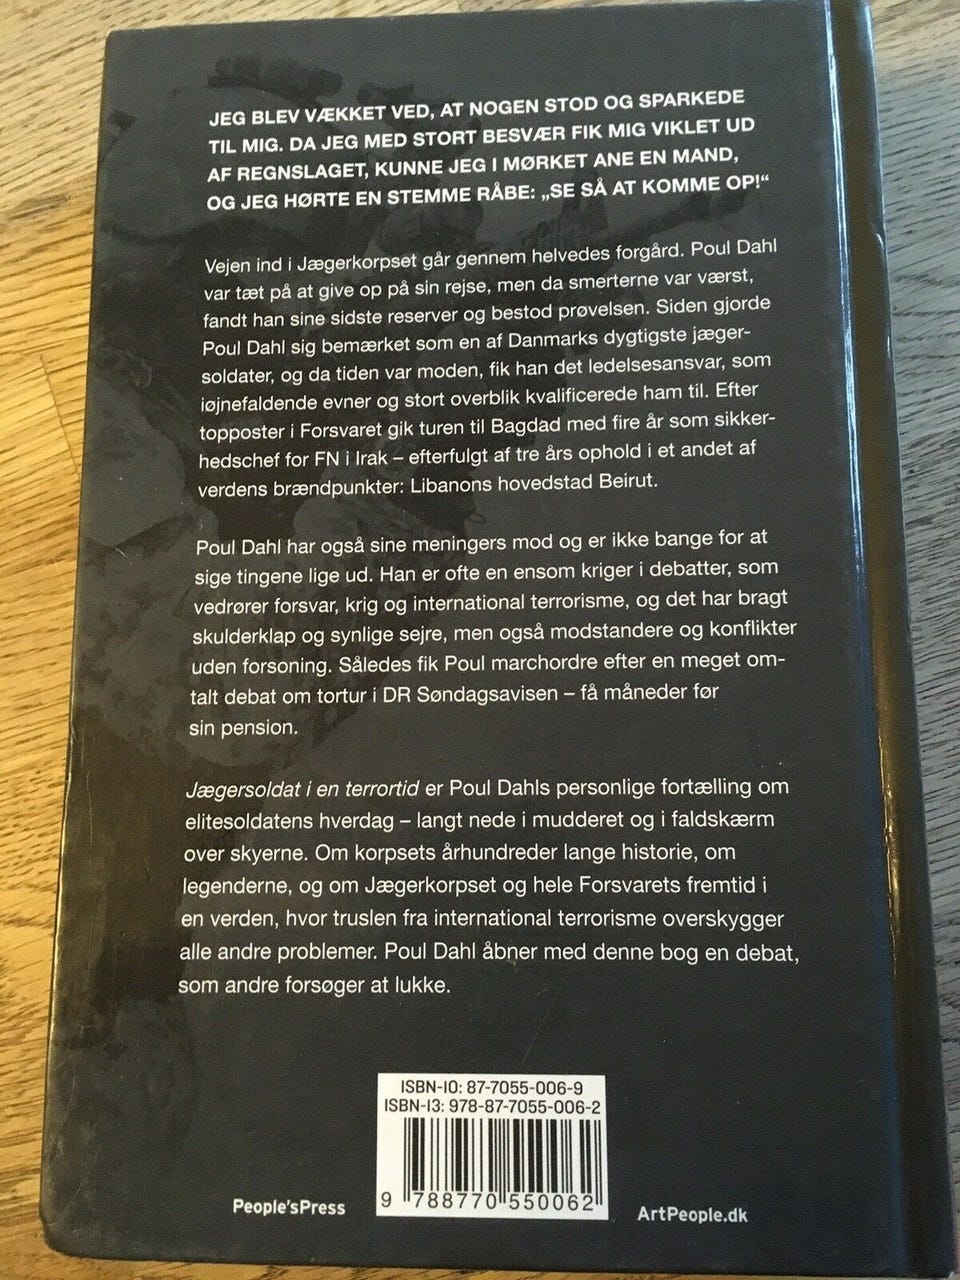 JEG BLEV VÆKKET VED, AT NOGEN STOD OG SPARKEDE
TIL MIG. DA JEG MED STORT BESVÆR FIK MIG VIKLET UD
AF REGNSLAGET, KUNNE JEG I MØRKET ANE EN MAND,
OG JEG HØRTE EN STEMME RÅBE: „SE SÅ AT KOMME OP!“
Vejen ind i Jægerkorpset går gennem helvedes forgård. Poul Dahl
var tæt på at give op på sin rejse, men da smerterne var værst,
fandt han sine sidste reserver og bestod prøvelsen. Siden gjorde
Poul Dahl sig bemærket som en af Danmarks dygtigste jæger-
soldater, og da tiden var moden, fik han det ledelsesansvar, som
iøjnefaldende evner og stort overblik kvalificerede ham til. Efter
topposter i Forsvaret gik turen til Bagdad med fire år som sikker-
hedschef for FN i Irak – efterfulgt af tre års ophold i et andet af
verdens brændpunkter: Libanons hovedstad Beirut.
Poul Dahl har også sine meningers mod og er ikke bange for at
sige tingene lige ud. Han er ofte en ensom kriger i debatter, som
vedrører forsvar, krig og international terrorisme, og det har bragt
skulderklap og synlige sejre, men også modstandere og konflikter
uden forsoning. Således fik Poul marchordre efter en meget om-
talt debat om tortur i DR Søndagsavisen – få måneder før
sin pension.
Jægersoldat i en terrortid er Poul Dahls personlige fortælling om
elitesoldatens hverdag – langt nede i mudderet og i faldskærm
over skyerne. Om korpsets århundreder lange historie, om
legenderne, og om Jægerkorpset og hele Forsvarets fremtid i
en verden, hvor truslen fra international terrorisme overskygger
alle andre problemer. Poul Dahl åbner med denne bog en debat,
som andre forsøger at lukke.
ISBN-10: 87-7055-006-9
ISBN-13: 978-87-7055-006-2
9 788770 550062
People'sPress
ArtPeople.dk